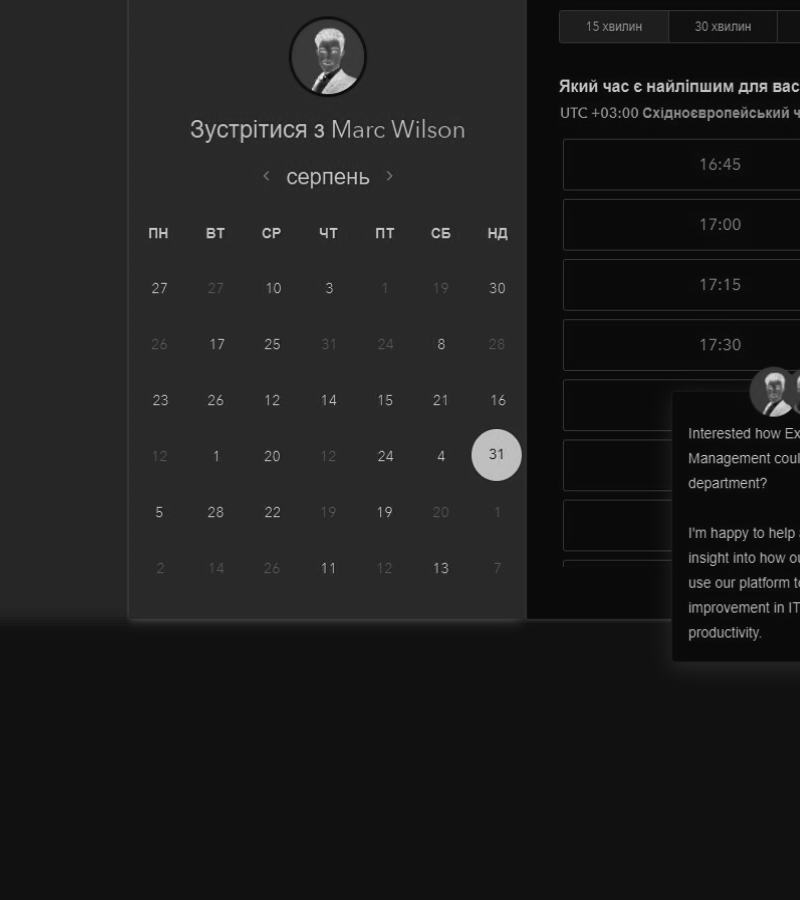 Зустрітися з Marc Wilson
серпень
ПН ВТ СР ЧТ ПТ СБ НД
27 27 10 3 1 19 30
26 17 25 31 24 8 28
23 26 12 14 15 21 16
12 1 20 12 24 4 31
5 28 22 19 19 20 1
2 14 26 11 12 13 7
15 хвилин 30 хвилин
Який час є найліпшим для вас
UTC +03:00 Східноєвропейський ч
16:45
17:00
17:15
17:30
Interested how Ex
Management coul
department?
I'm happy to help a
insight into how ou
use our platform to
improvement in IT
productivity.